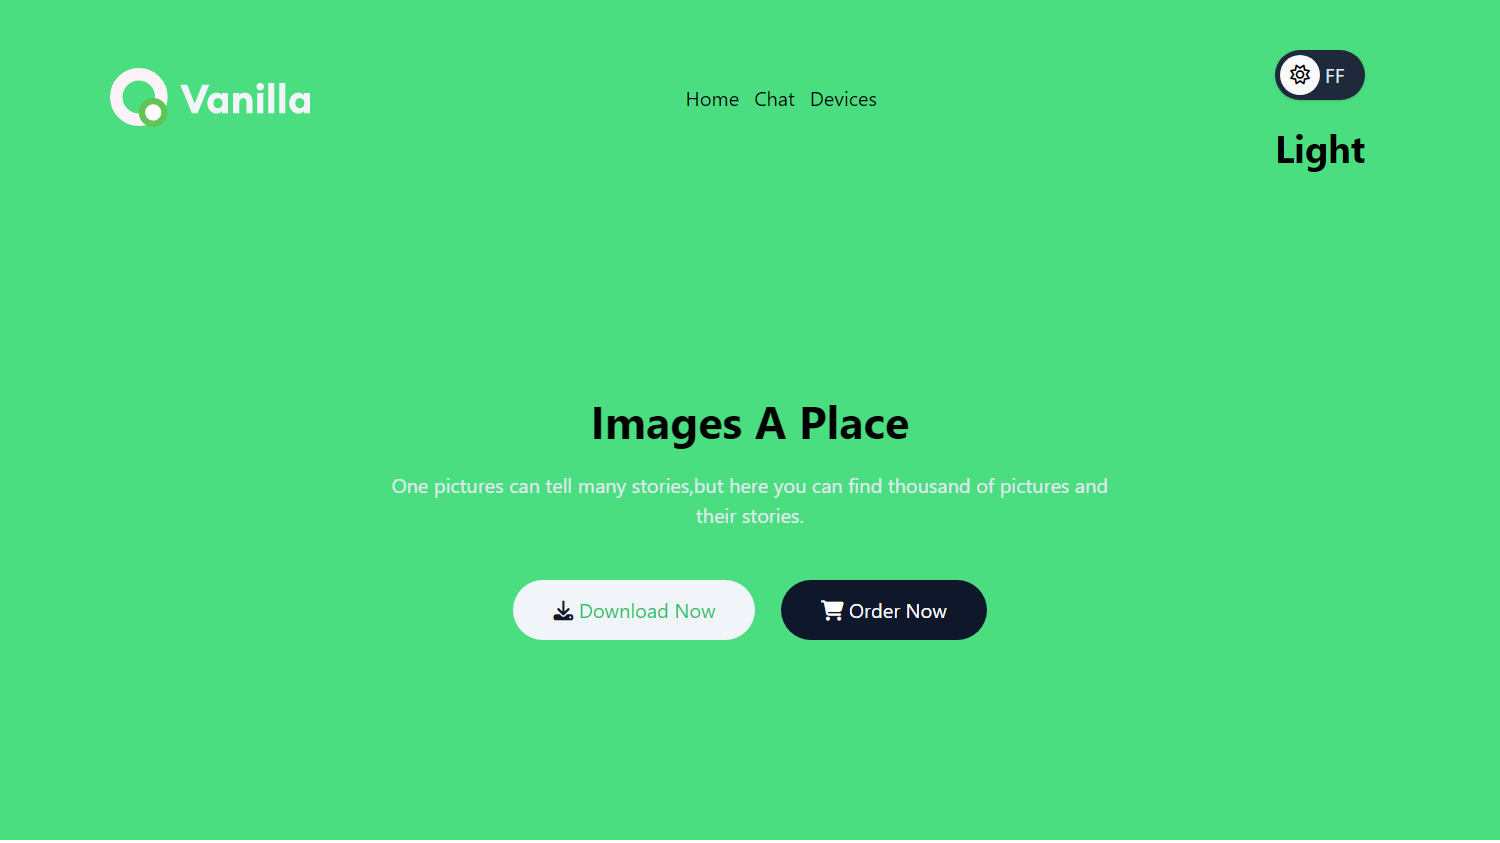 Vanilla
Home Chat Devices
FF
Light
Images A Place
One pictures can tell many stories,but here you can find thousand of pictures and
their stories.
Download Now
Order Now